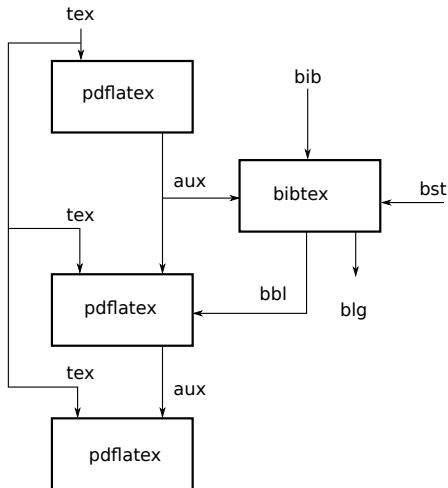 tex
pdflatex
bib
aux
bibtex
bst
tex
bbl
blg
pdflatex
tex
aux
pdflatex